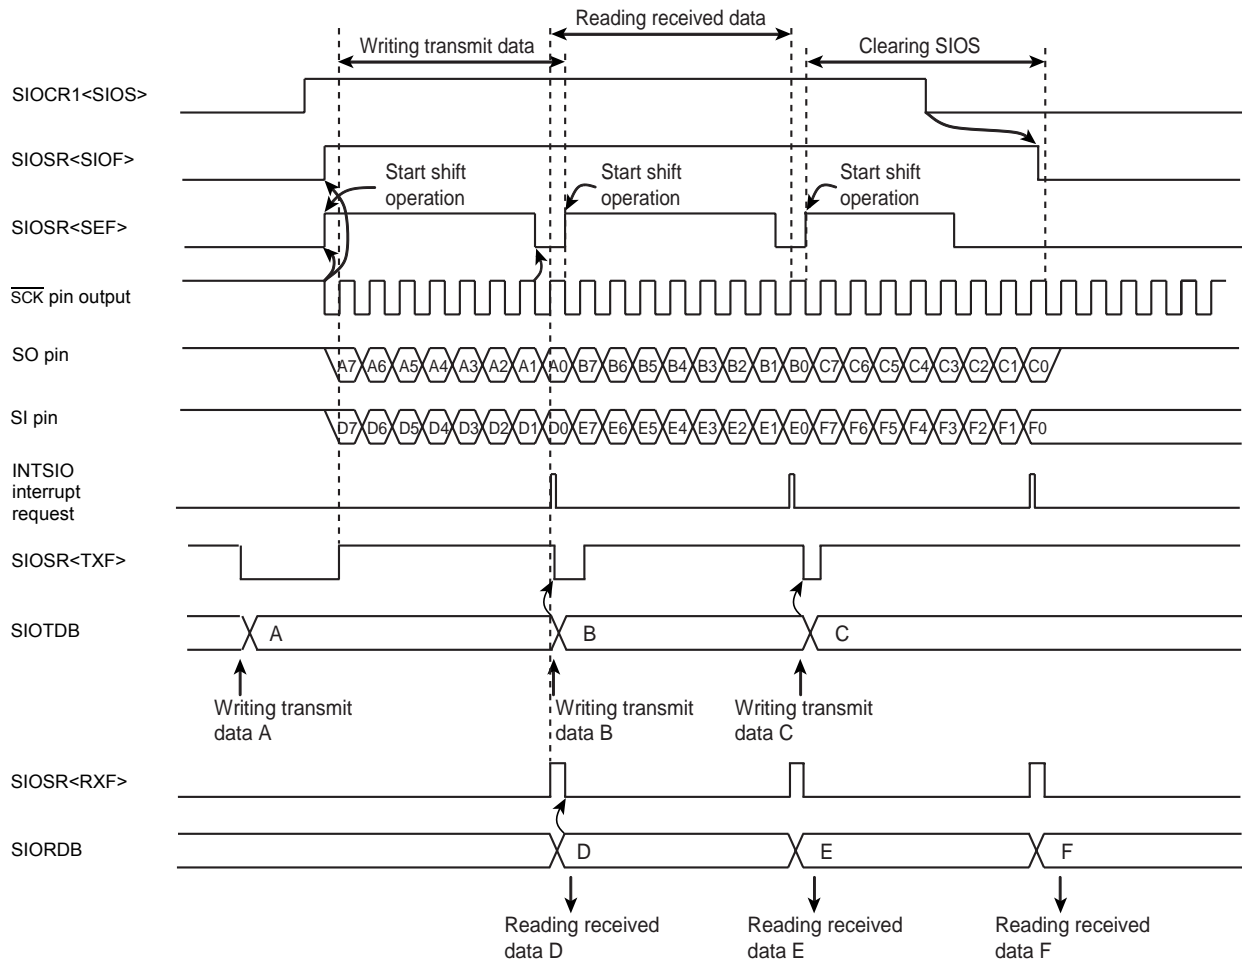 Reading received data
Writing transmit data
Clearing SIOS
SIOCR1<SIOS>
SIOSR<SIOF>
Start shift
operation
Start shift
operation
Start shift
operation
SIOSR<SEF>
SCK pin output
SO pin
A7 A6 A5 A4 A3 A2 A1 A0 B7 B6 B5 B4 B3 B2 B1 B0 C7 C6 C5 C4 C3 C2 C1 C0
SI pin
D7 D6 D5 D4 D3 D2 D1 D0 E7 E6 E5 E4 E3 E2 E1 E0 F7 F6 F5 F4 F3 F2 F1 F0
INTSIO
interrupt
request
SIOSR<TXF>
SIOTDB
A B C
Writing transmit
data A
Writing transmit
data B
Writing transmit
data C
SIOSR<RXF>
SIORDB
D E F
Reading received
data D
Reading received
data E
Reading received
data F